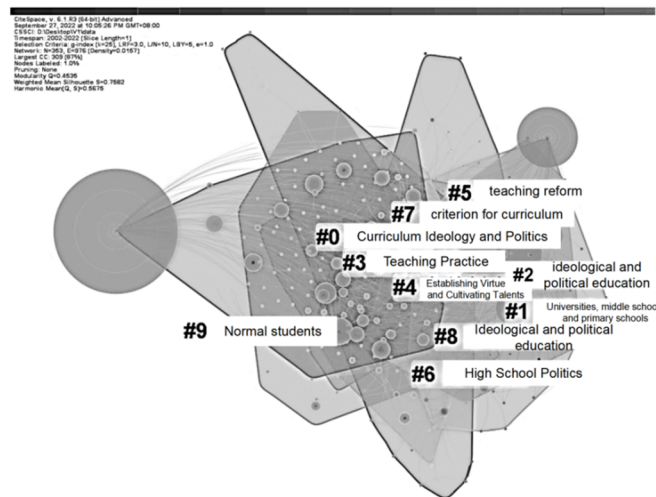 CiteSpace, v. 6.1.R3 (64-bit) Advanced
September 27, 2022 at 10:05:26 PM GMT+08:00
CSSCI: D:\Desktop\V1\data
Timespan: 2002-2022 (Slice Length=1)
Selection Criteria: g-index (k=25), LRF=3.0, L/N=10, LBY=5, e=1.0
Network: N=353, E=976 (Density=0.0157)
Largest CC: 309 (87%)
Nodes Labeled: 1.0%
Pruning: None
Modularity Q=0.4535
Weighted Mean Silhouette S=0.7582
Harmonic Mean(Q, S)=0.5675
#5 teaching reform
#7 criterion for curriculum
#0 Curriculum Ideology and Politics
#3 Teaching Practice
#2 ideological and
political education
#4 Establishing Virtue
and Cultivating Talents
#1 Universities, middle schoo
and primary schools
#9 Normal students
#8 Ideological and political
education
#6 High School Politics